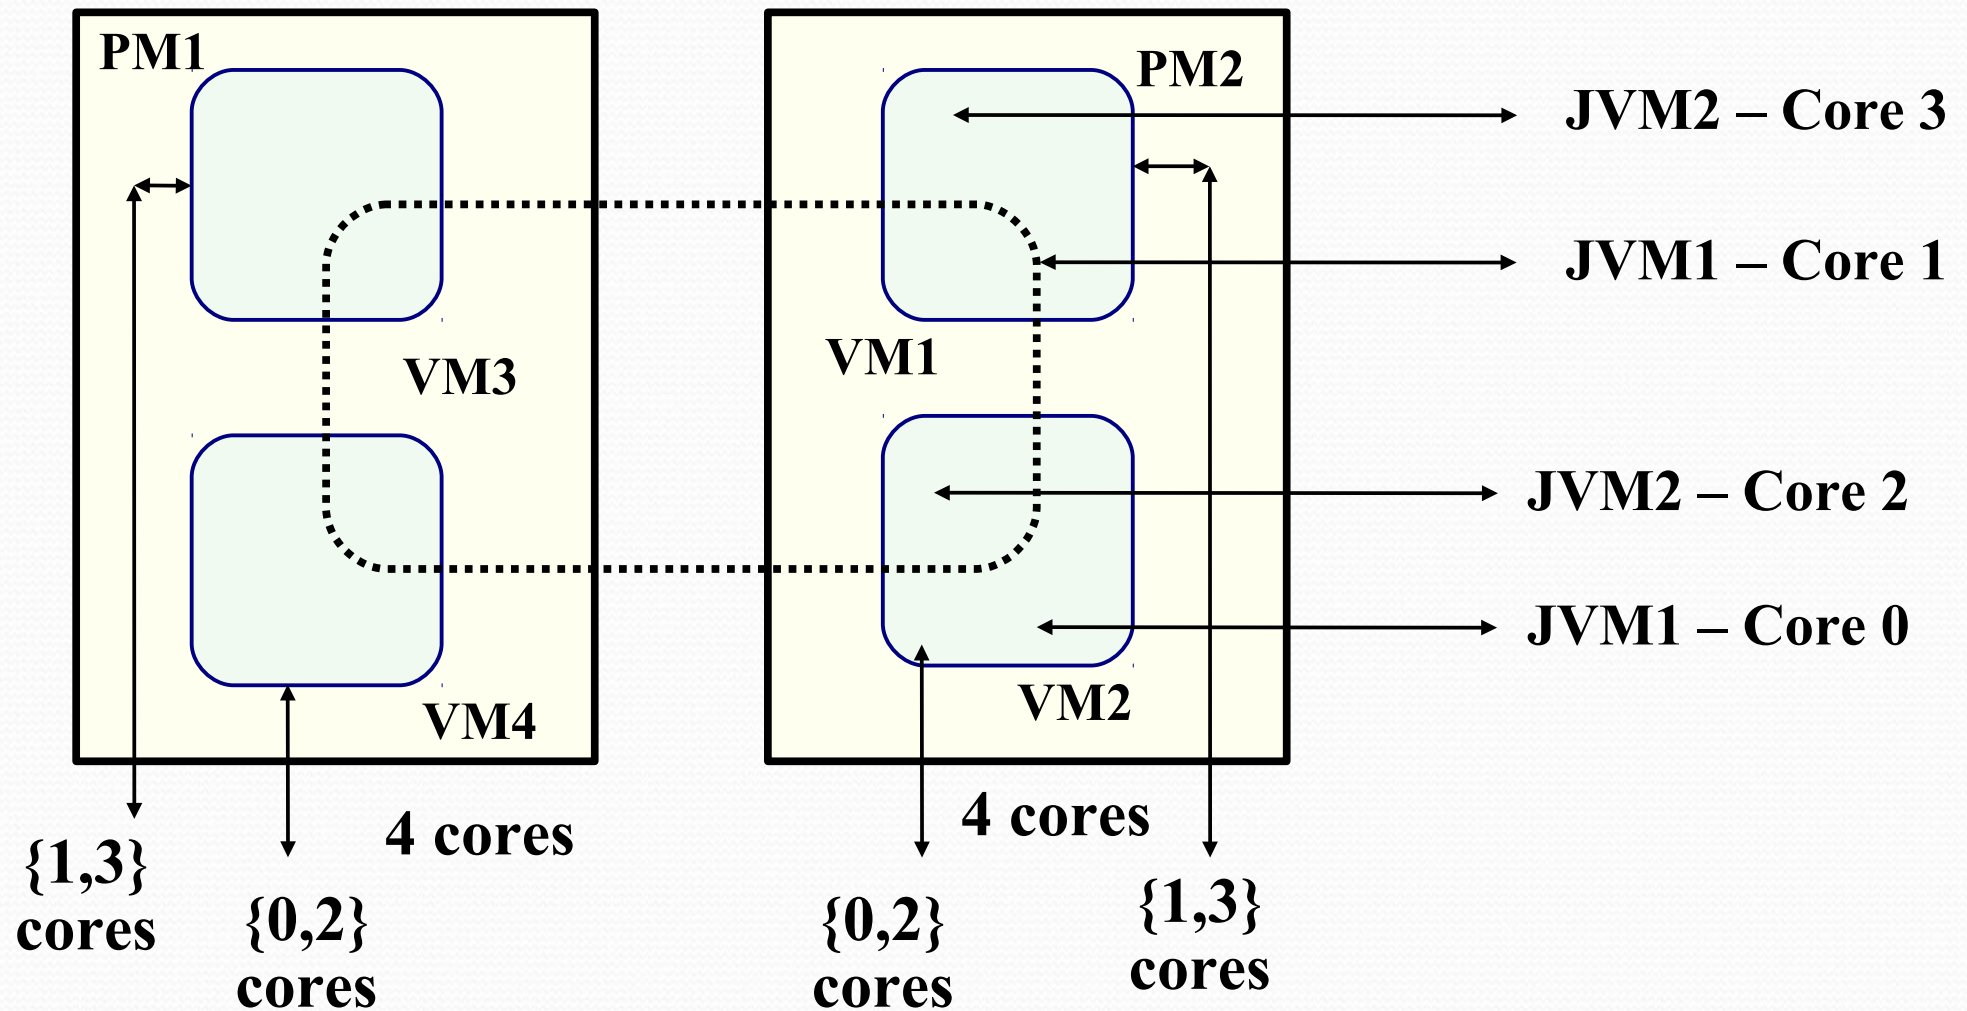 PM1
PM2
JVM2 – Core 3
JVM1 – Core 1
VM3
VM1
JVM2 – Core 2
JVM1 – Core 0
VM4
VM2
4 cores
4 cores
{1,3}
cores
{0,2}
cores
{0,2}
cores
{1,3}
cores